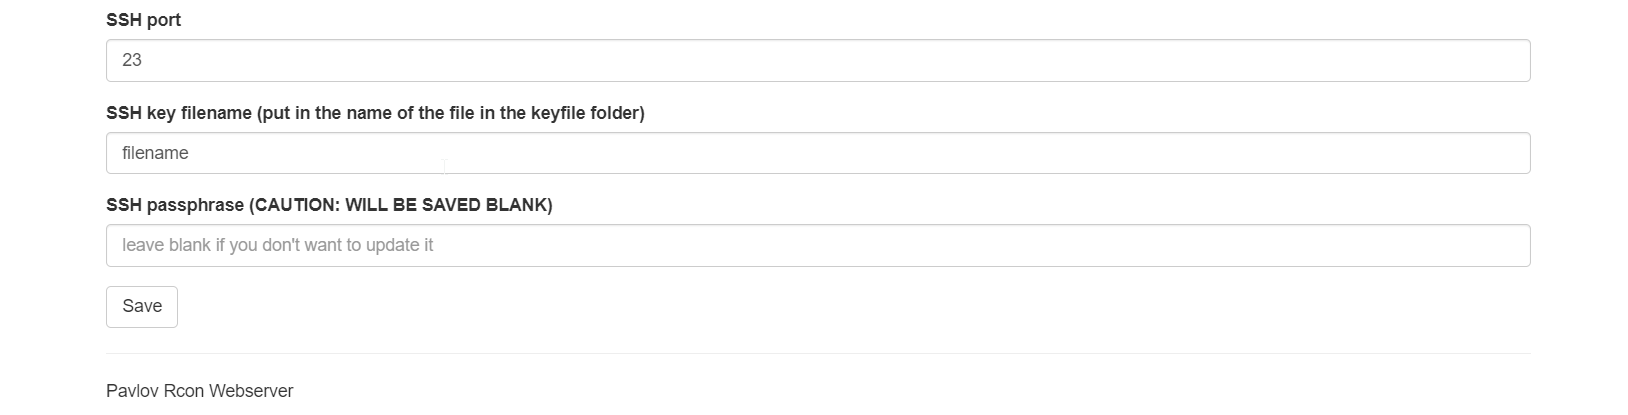 SSH port
23
SSH key filename (put in the name of the file in the keyfile folder)
filename
SSH passphrase (CAUTION: WILL BE SAVED BLANK)
leave blank if you don't want to update it
Save
Pavlov Rcon Webserver